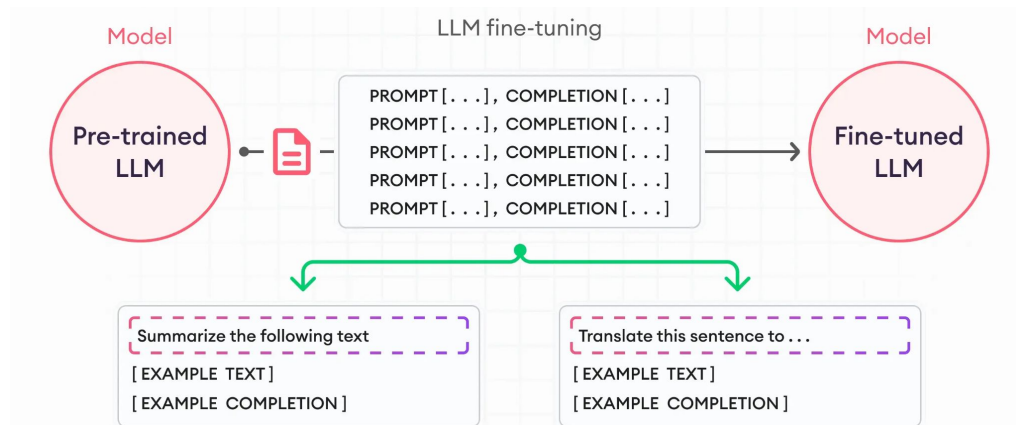 LLM fine-tuning
Model
Model
Pre-trained
LLM
PROMPT[...], COMPLETION[...]
PROMPT[...], COMPLETION[...]
PROMPT[...], COMPLETION[...]
PROMPT[...], COMPLETION[...]
PROMPT[...], COMPLETION[...]
Fine-tuned
LLM
Summarize the following text
[EXAMPLE TEXT]
[EXAMPLE COMPLETION]
Translate this sentence to ...
[EXAMPLE TEXT]
[EXAMPLE COMPLETION]